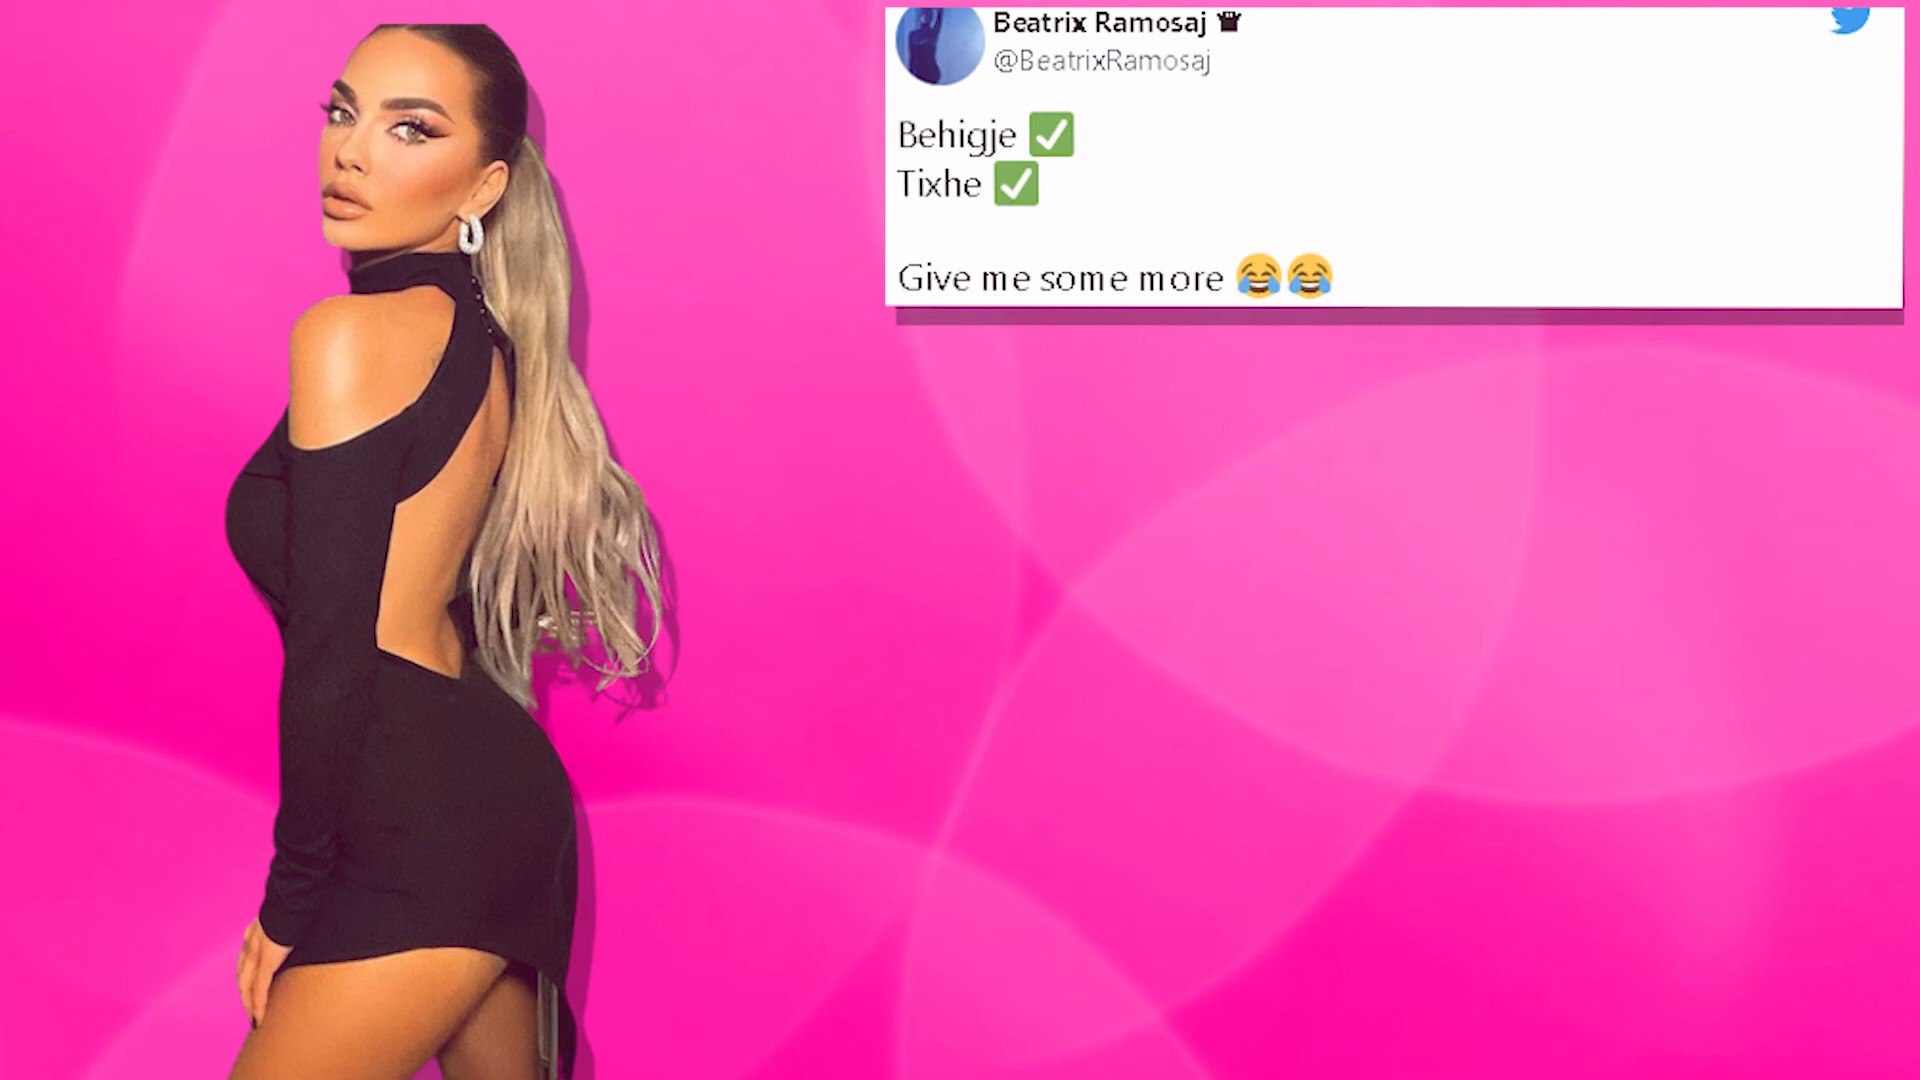 Beatrix Ramosaj
@BeatrixRamosaj
Behigje ✅
Tixhe ✅
Give me some more 😂😂